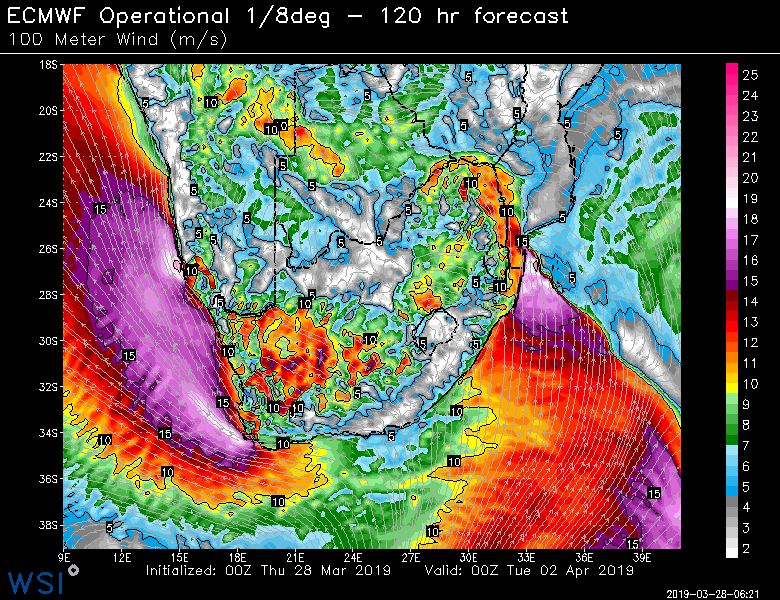 ECMWF Operational 1/8deg – 120 hr forecast
100 Meter Wind (m/s)
18S
20S
22S
24S
26S
28S
30S
32S
34S
36S
38S
9E 12E 15E 18E 21E 24E 27E 30E 33E 36E 39E
25
24
23
22
21
20
19
18
17
16
15
14
13
12
11
10
9
8
7
6
5
4
3
2
5 10 5 5 5 5
10 10 5 5
5 5 10
5 5 5 10 5
15 5 5 5 5 15
10 5 5 10
5 5 10
10 10 15 5
15 5
15 10 10 10
15 10 5
10 10 10
10 15
5 10 10 15
Initialized: 00Z Thu 28 Mar 2019 Valid: 00Z Tue 02 Apr 2019
WSI
2019-03-28-06:21